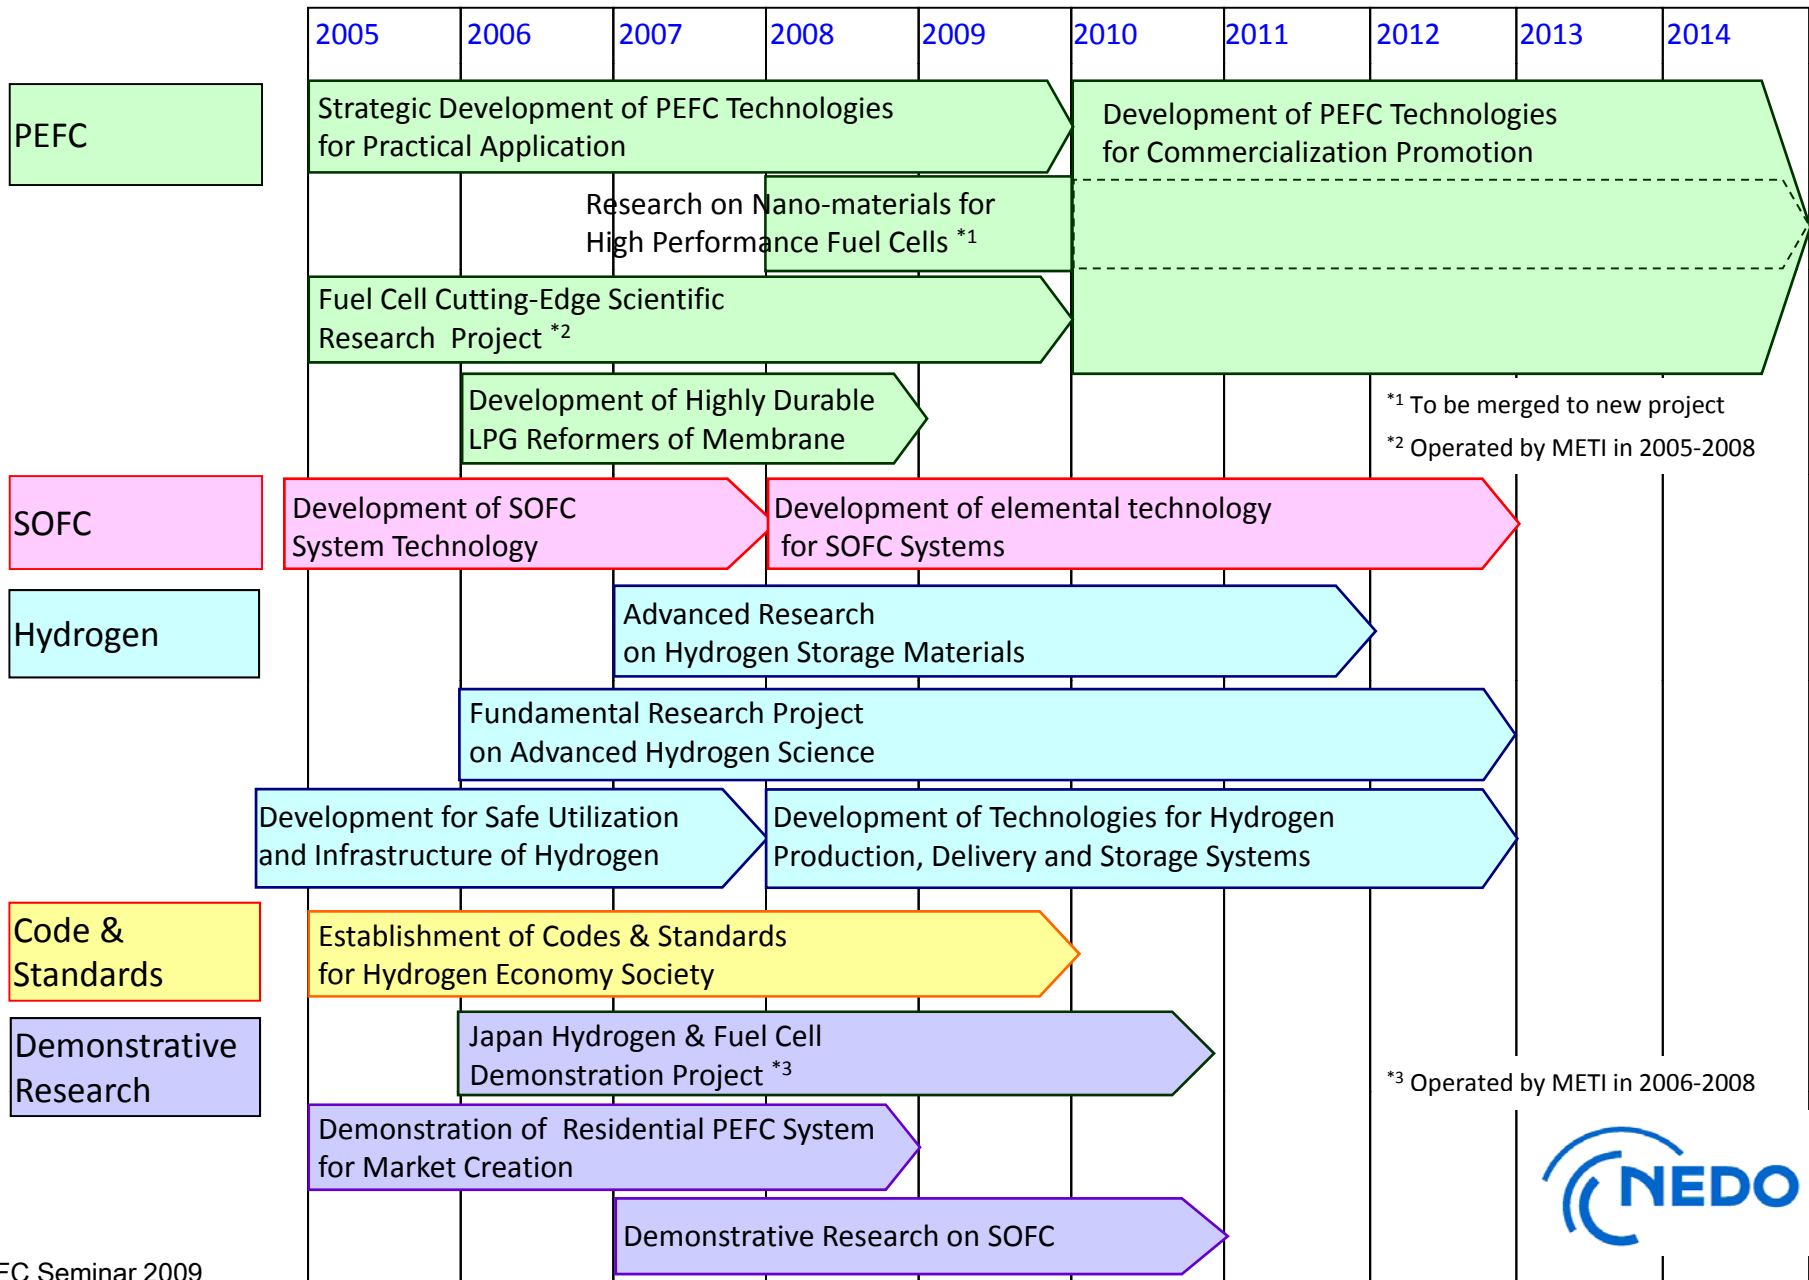 2005 2006 2007 2008 2009 2010 2011 2012 2013 2014
PEFC
Strategic Development of PEFC Technologies
for Practical Application
Development of PEFC Technologies
for Commercialization Promotion
Research on Nano-materials for
High Performance Fuel Cells *1
Fuel Cell Cutting-Edge Scientific
Research Project *2
Development of Highly Durable
LPG Reformers of Membrane
*1 To be merged to new project
*2 Operated by METI in 2005-2008
SOFC
Development of SOFC
System Technology
Development of elemental technology
for SOFC Systems
Hydrogen
Advanced Research
on Hydrogen Storage Materials
Fundamental Research Project
on Advanced Hydrogen Science
Development for Safe Utilization
and Infrastructure of Hydrogen
Development of Technologies for Hydrogen
Production, Delivery and Storage Systems
Code &
Standards
Establishment of Codes & Standards
for Hydrogen Economy Society
Demonstrative
Research
Japan Hydrogen & Fuel Cell
Demonstration Project *3
*3 Operated by METI in 2006-2008
Demonstration of Residential PEFC System
for Market Creation
Demonstrative Research on SOFC
NEDO
FC Seminar 2009